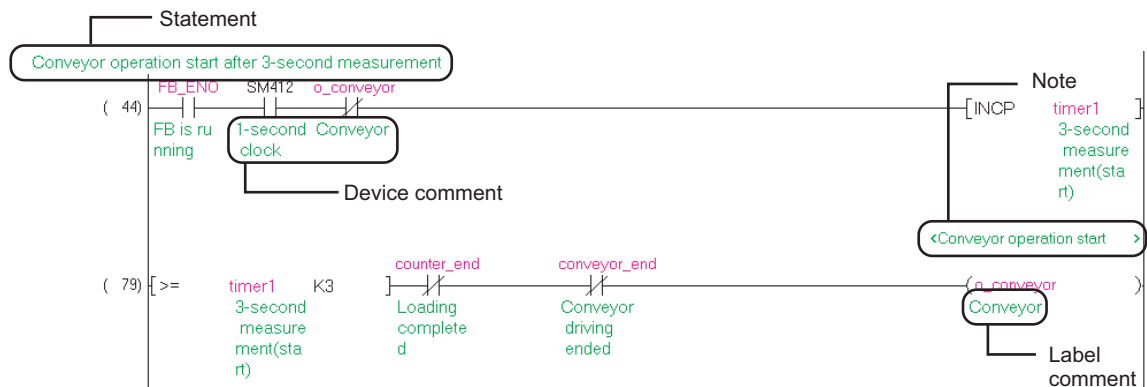 Statement
Conveyor operation start after 3-second measurement
Note
FB_ENO SM412 o_conveyor
( 44) [INCP timer1 ]
FB is ru 1-second Conveyor 3-second
nning clock measure
ment(sta
rt)
Device comment
<Conveyor operation start >
counter_end conveyor_end
( 79) [>= timer1 K3 ] (o_conveyor )
3-second Loading Conveyor Conveyor
measure complete driving
ment(sta d ended
rt)
Label
comment